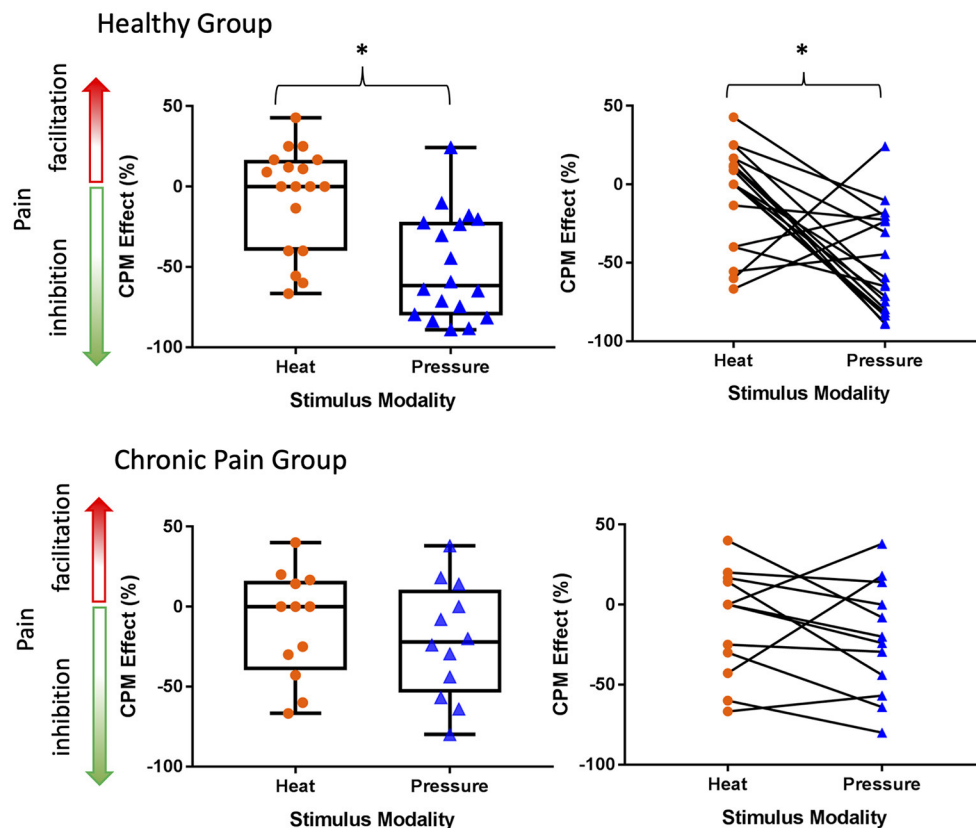 Healthy Group
*
*
Pain
facilitation
inhibition
CPM Effect (%)
50
0
-50
-100
Heat
Pressure
Stimulus Modality
CPM Effect (%)
50
0
-50
-100
Heat
Pressure
Stimulus Modality
Chronic Pain Group
Pain
facilitation
inhibition
CPM Effect (%)
50
0
-50
-100
Heat
Pressure
Stimulus Modality
CPM Effect (%)
50
0
-50
-100
Heat
Pressure
Stimulus Modality